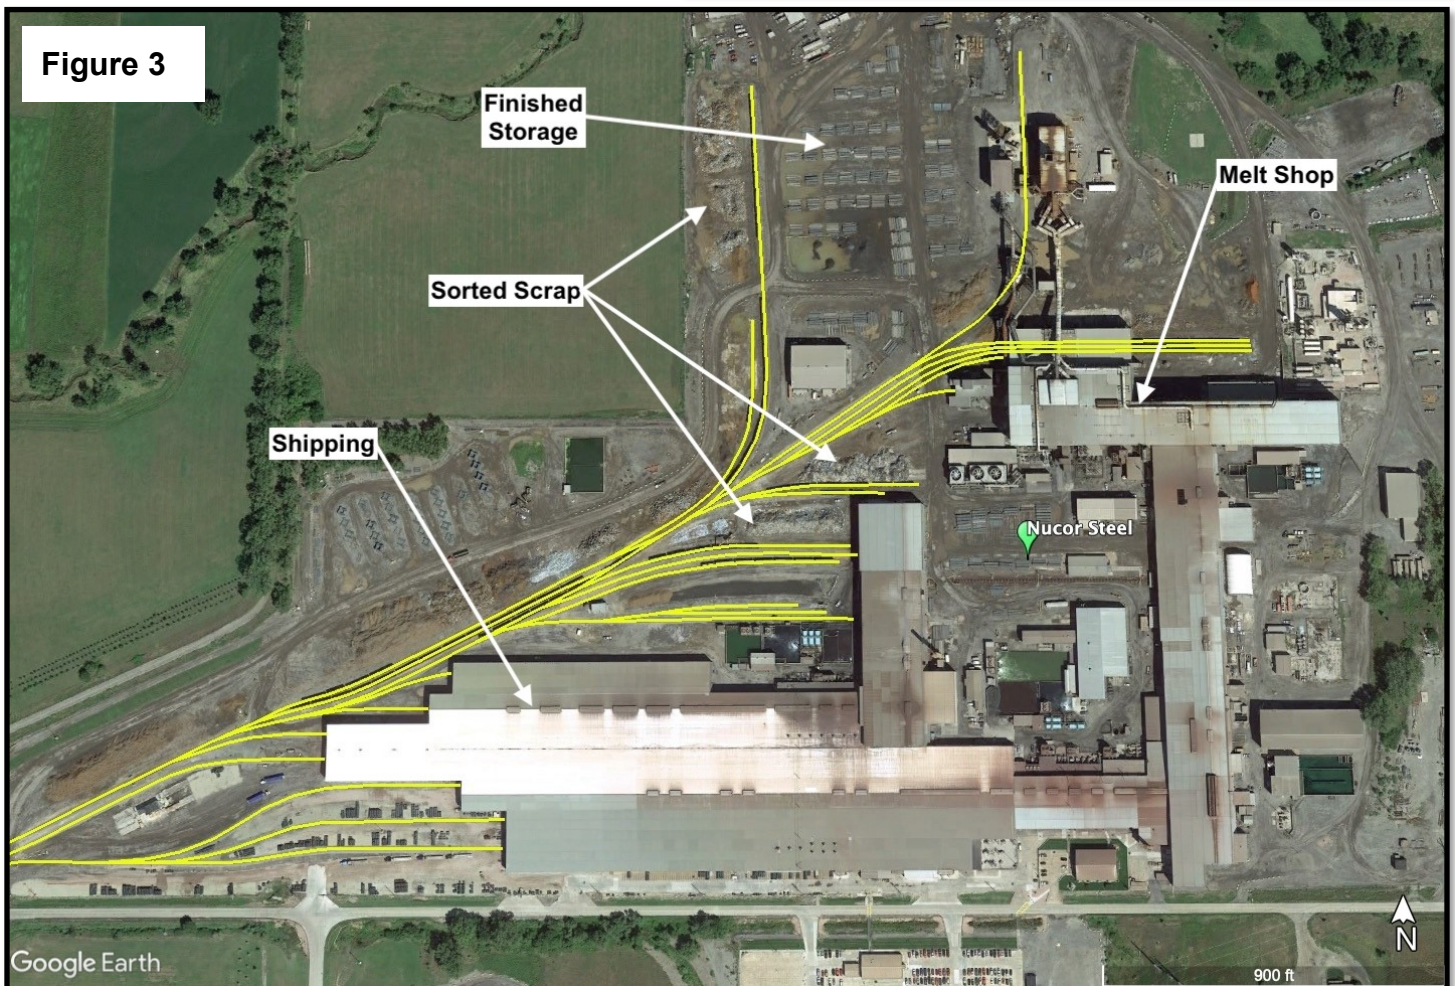 Figure 3
Finished
Storage
Melt Shop
Sorted Scrap
Shipping
Nucor Steel
N
Google Earth
900 ft